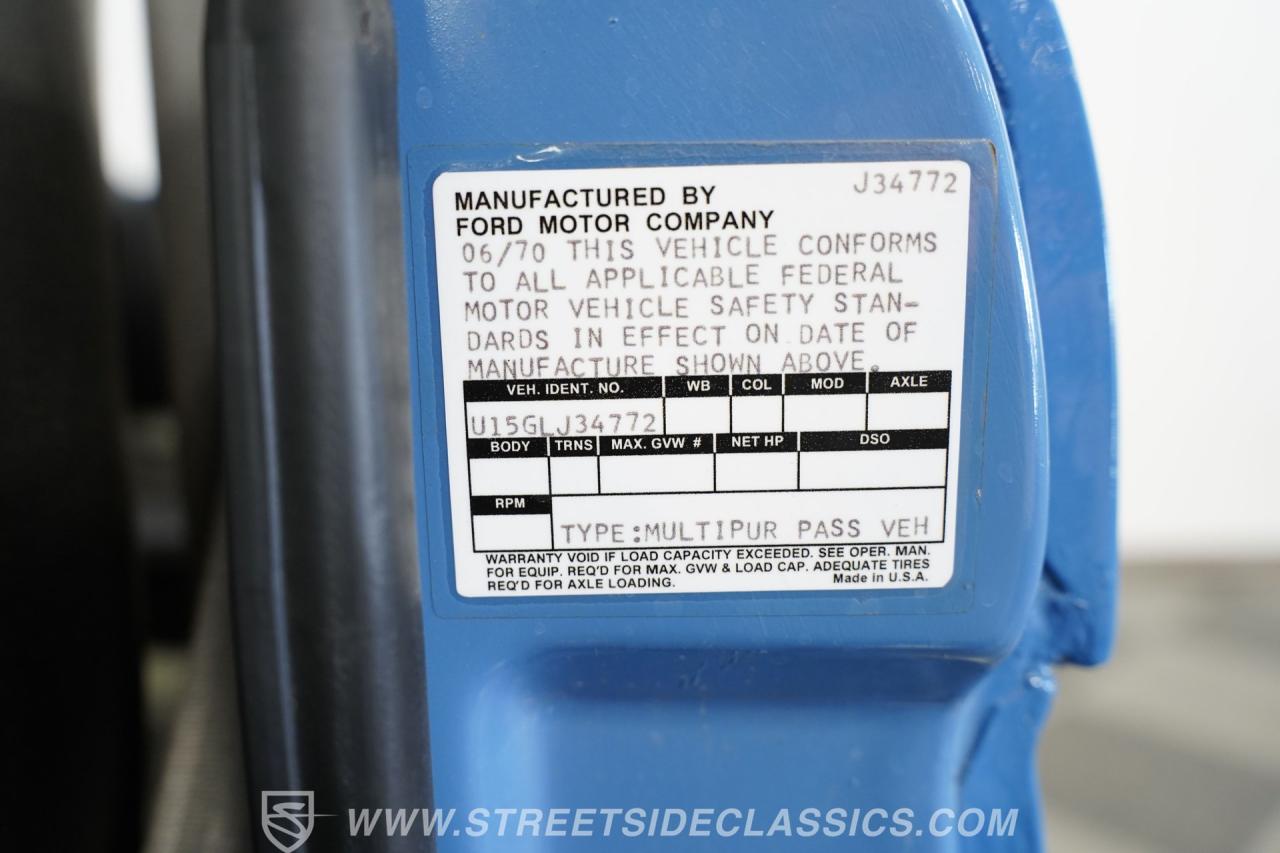 MANUFACTURED BY J34772
FORD MOTOR COMPANY
06/70 THIS VEHICLE CONFORMS
TO ALL APPLICABLE FEDERAL
MOTOR VEHICLE SAFETY STAN-
DARDS IN EFFECT ON DATE OF
MANUFACTURE SHOWN ABOVE.
VEH. IDENT. NO. WB COL MOD AXLE
U15GLJ34772
BODY TRNS MAX. GVW # NET HP DSO
RPM
TYPE:MULTIPUR PASS VEH
WARRANTY VOID IF LOAD CAPACITY EXCEEDED. SEE OPER. MAN.
FOR EQUIP. REQ'D FOR MAX. GVW & LOAD CAP. ADEQUATE TIRES
REQ'D FOR AXLE LOADING. Made in U.S.A.
WWW.STREETSIDECLASSICS.COM